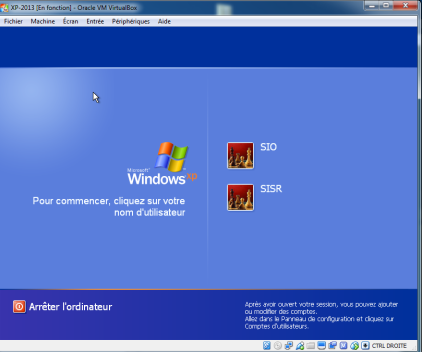 XP-2013 [En fonction] - Oracle VM VirtualBox
Fichier Machine Écran Entrée Périphériques Aide
Microsoft
Windows xp
Pour commencer, cliquez sur votre
nom d'utilisateur
SIO
SISR
Arrêter l'ordinateur
Après avoir ouvert votre session, vous pouvez ajouter
ou modifier des comptes.
Allez dans le Panneau de configuration et cliquez sur
Comptes d'utilisateurs.
CTRL DROITE